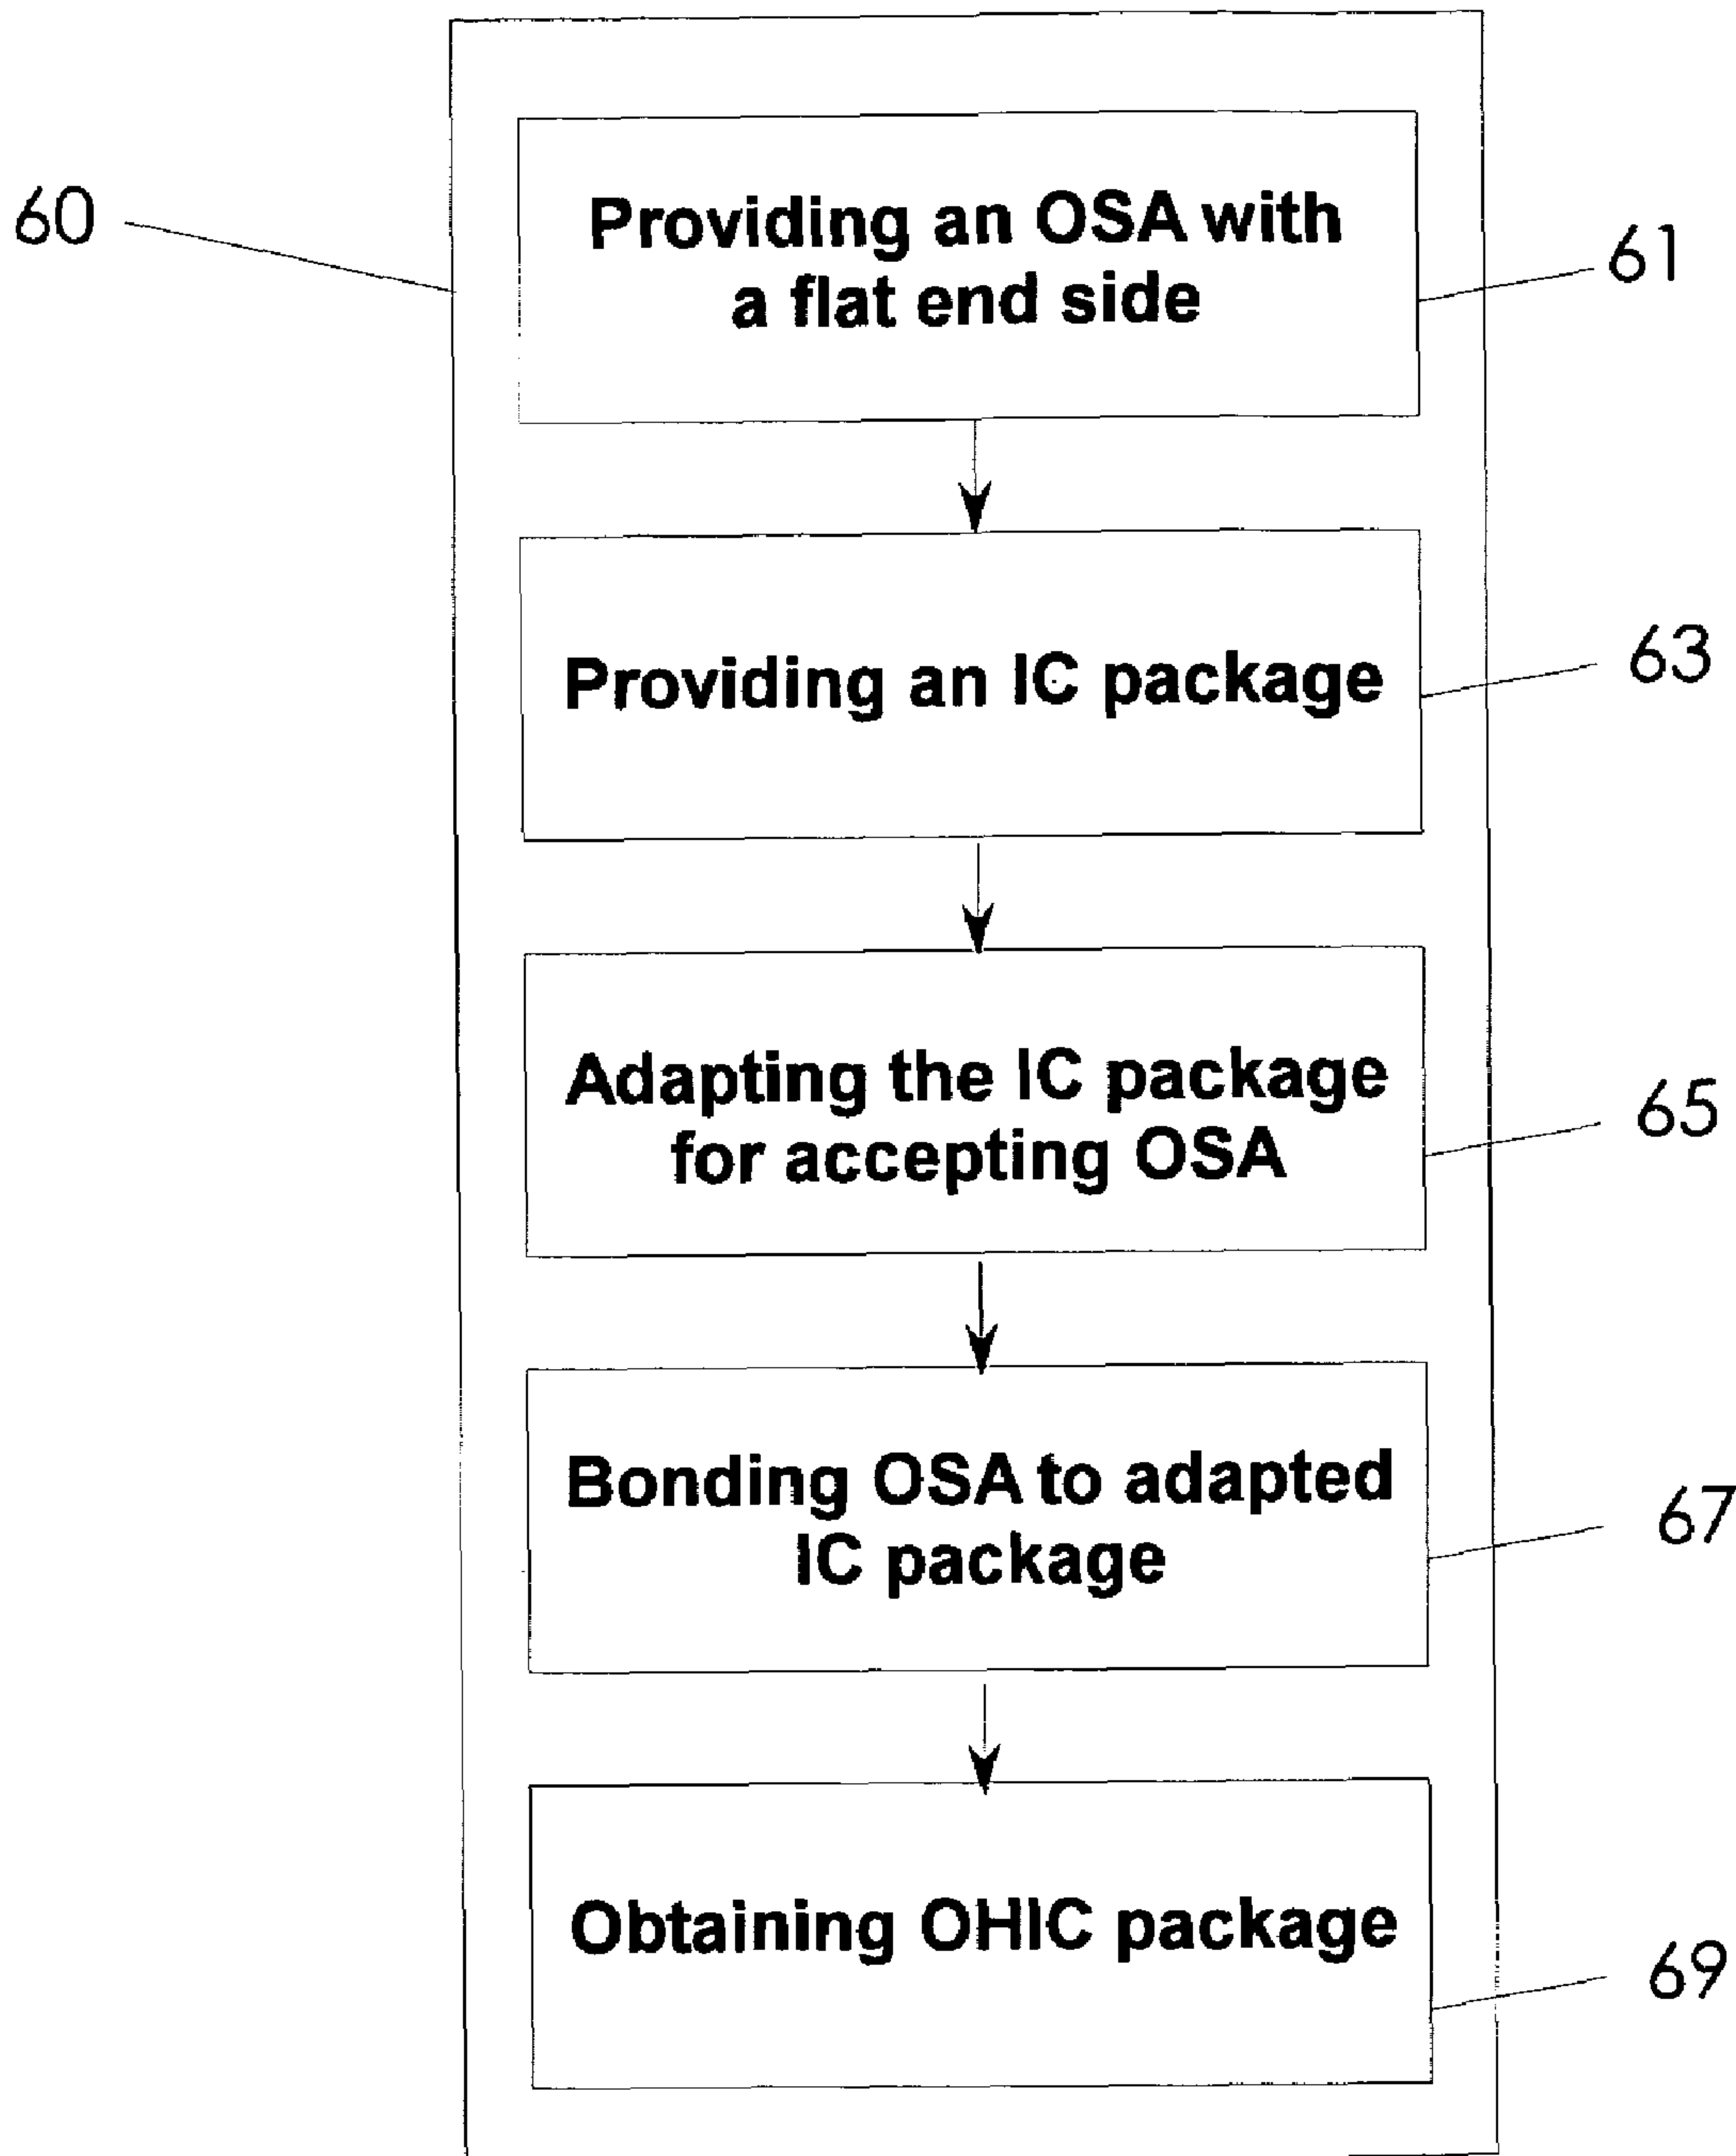 60
Providing an OSA with
a flat end side
61
Providing an IC package
63
Adapting the IC package
for accepting OSA
65
Bonding OSA to adapted
IC package
67
Obtaining OHIC package
69